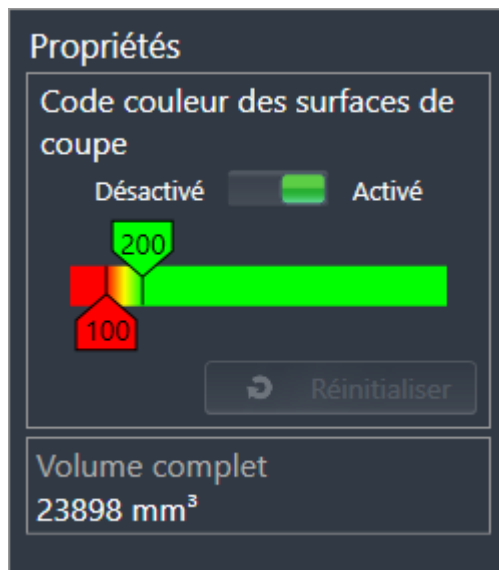 Propriétés
Code couleur des surfaces de
coupe
Désactivé Activé
200
100
Réinitialiser
Volume complet
23898 mm³